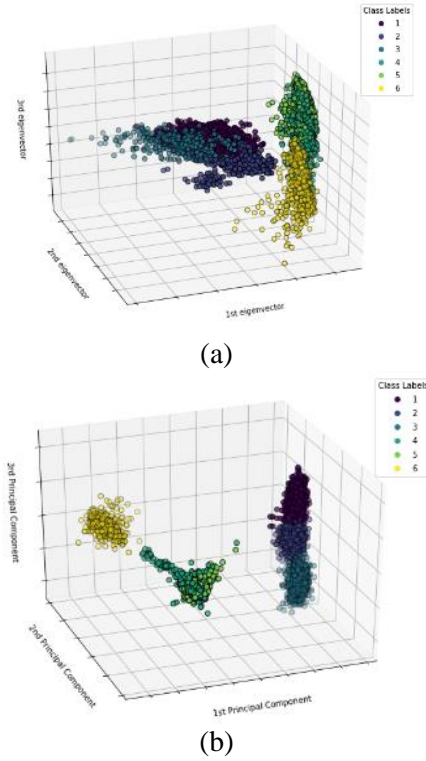 Class Labels
1
2
3
4
5
6
3rd eigenvector
2nd eigenvector
1st eigenvector
(a)
Class Labels
1
2
3
4
5
6
3rd Principal Component
2nd Principal Component
1st Principal Component
(b)